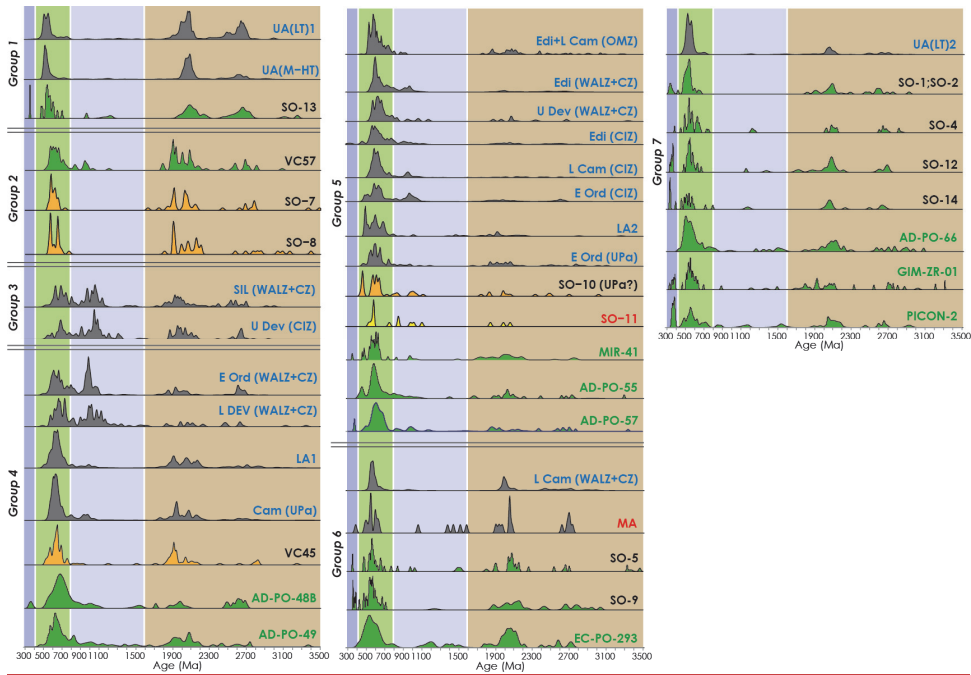 Group 1
UA(LT)1
UA(M-HT)
SO-13
Group 2
VC57
SO-7
SO-8
Group 3
SIL (WALZ+CZ)
U Dev (CIZ)
Group 4
E Ord (WALZ+CZ)
L DEV (WALZ+CZ)
LA1
Cam (UPa)
VC45
AD-PO-48B
AD-PO-49
300 500 700 900 1100 1500 1900 2300 2700 3100 3500
Age (Ma)
Group 5
Edi+L Cam (OMZ)
Edi (WALZ+CZ)
U Dev (WALZ+CZ)
Edi (CIZ)
L Cam (CIZ)
E Ord (CIZ)
LA2
E Ord (UPa)
SO-10 (UPa?)
SO-11
MIR-41
AD-PO-55
AD-PO-57
Group 6
L Cam (WALZ+CZ)
MA
SO-5
SO-9
EC-PO-293
300 500 700 900 1100 1500 1900 2300 2700 3100 3500
Age (Ma)
Group 7
UA(LT)2
SO-1;SO-2
SO-4
SO-12
SO-14
AD-PO-66
GIM-ZR-01
PICON-2
300 500 700 900 1100 1500 1900 2300 2700 3100 3500
Age (Ma)